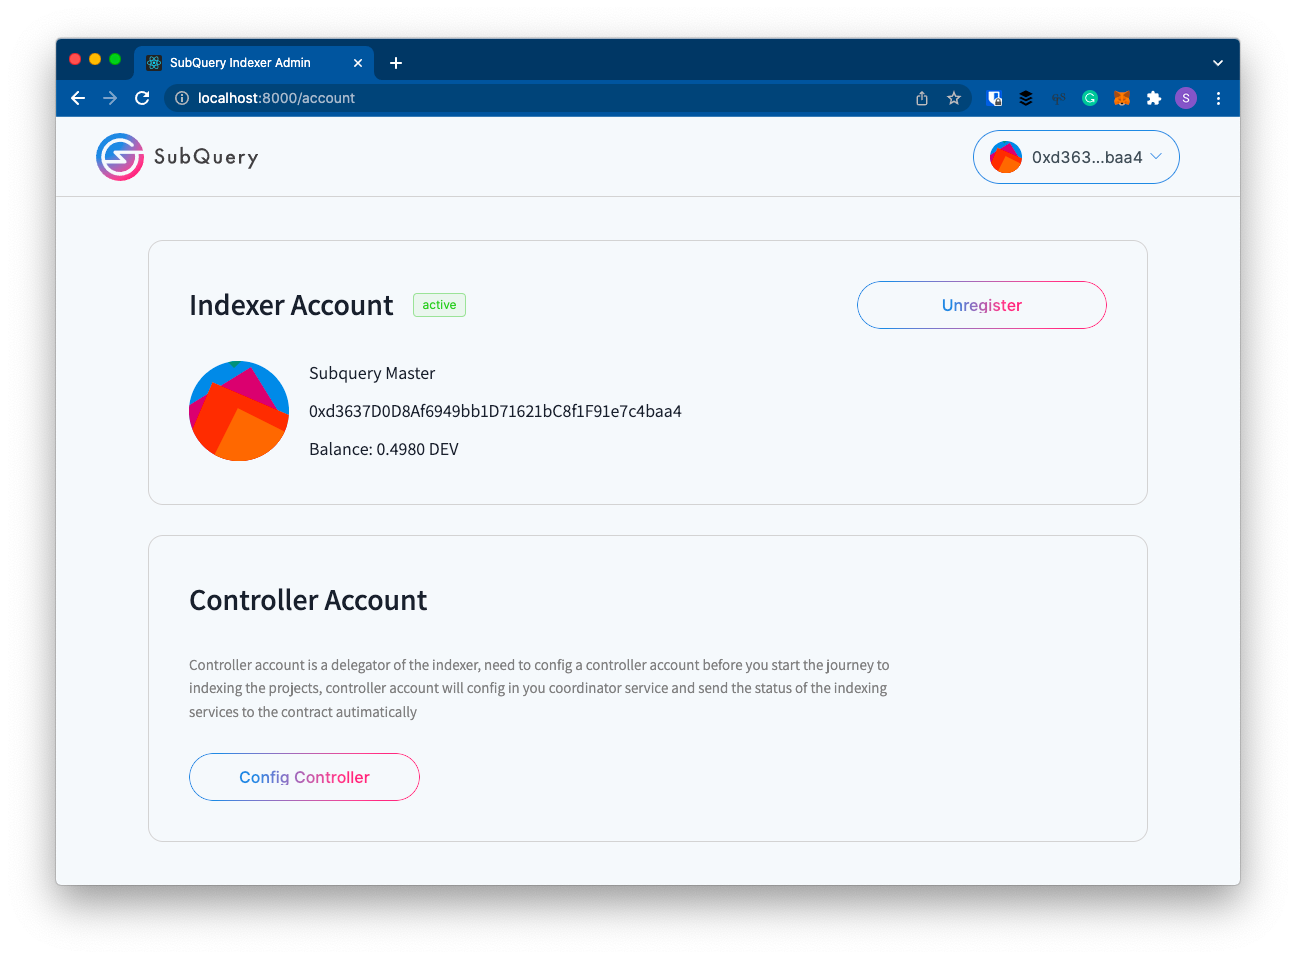 SubQuery Indexer Admin
localhost:8000/account
S
SubQuery
0xd363...baa4
Indexer Account
active
Unregister
Subquery Master
0xd3637D0D8Af6949bb1D71621bC8f1F91e7c4baa4
Balance: 0.4980 DEV
Controller Account
Controller account is a delegator of the indexer, need to config a controller account before you start the journey to
indexing the projects, controller account will config in you coordinator service and send the status of the indexing
services to the contract autimatically
Config Controller